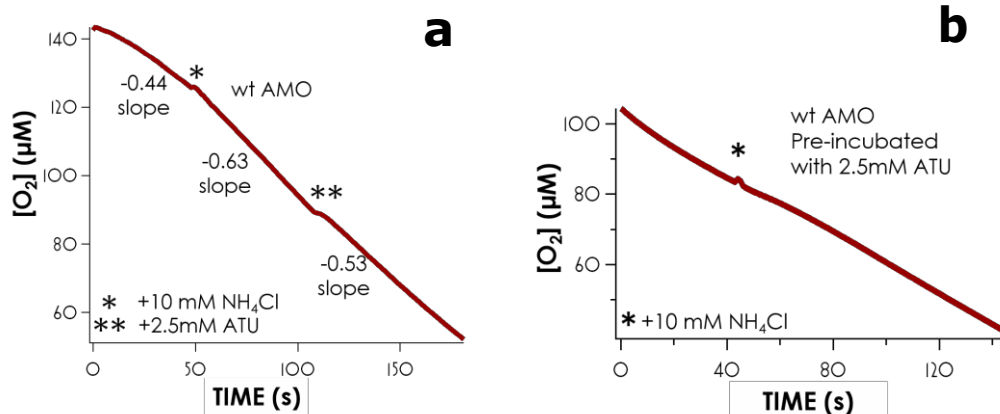 a
140
120
100
80
60
[O₂] (µM)
-0.44
slope
*
wt AMO
-0.63
slope
**
-0.53
slope
* +10 mM NH₄Cl
** +2.5mM ATU
0 50 100 150
TIME (s)
b
100
80
60
[O₂] (µM)
wt AMO
Pre-incubated
with 2.5mM ATU
*
* +10 mM NH₄Cl
0 40 80 120
TIME (s)